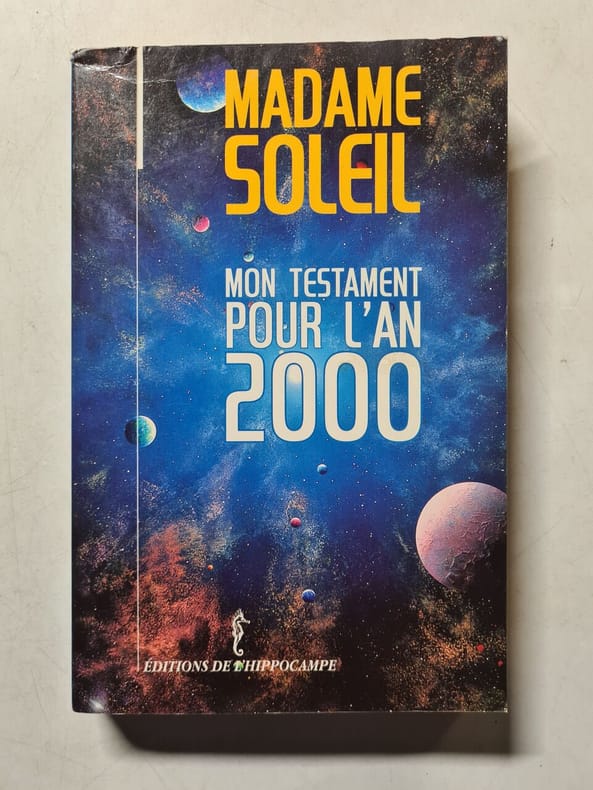 MADAME
SOLEIL
MON TESTAMENT
POUR L'AN
2000
ÉDITIONS DE L'HIPPOCAMPE